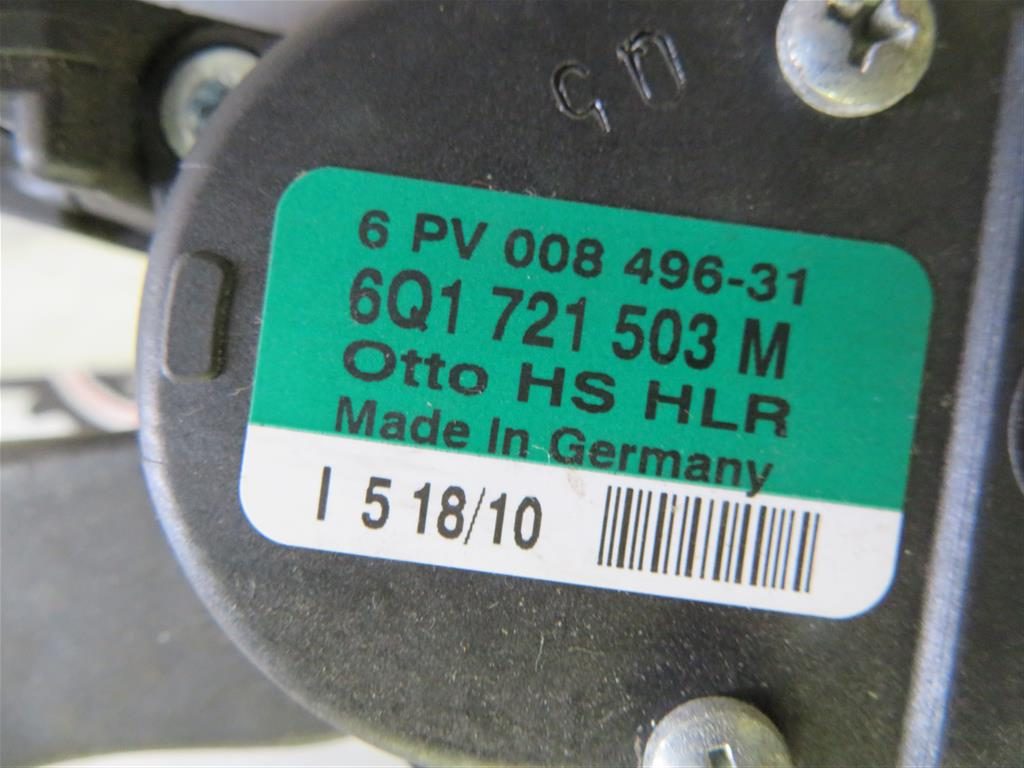 6 PV 008 496-31
6Q1 721 503 M
Otto HS HLR
Made In Germany
I 5 18/10